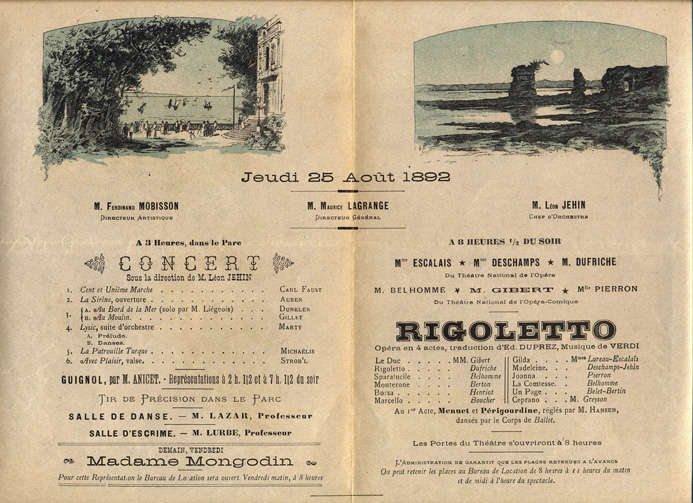 Jeudi 25 Août 1892
M. Ferdinand MOBISSON
Directeur Artistique
M. Maurice LAGRANGE
Directeur Général
M. Léon JEHIN
Chef d'Orchestre
A 3 Heures, dans le Parc
CONCERT
Sous la direction de M. Léon JEHIN
1. Cent et Unième Marche . . . Carl Faust
2. La Sirène, ouverture . . . Auber
3. A. Au Bord de la Mer (solo par M. Liégeois) . . . Dunkler
B. Au Moulin . . . Gillet
4. Lysic, suite d'orchestre . . . Marty
A. Prélude.
B. Danses.
5. La Patrouille Turque . . . Michaëlis
6. Avec Plaisir, valse . . . Strob'l
GUIGNOL, par M. ANICET. - Représentations à 2 h. 1|2 et à 7 h. 1|2 du soir
Tir de Précision dans le Parc
SALLE DE DANSE. — M. LAZAR, Professeur
SALLE D'ESCRIME. — M. LURBE, Professeur
DEMAIN, VENDREDI
Madame Mongodin
Pour cette Représentation le Bureau de Location sera ouvert Vendredi matin, à 8 heures
A 8 HEURES 1/2 DU SOIR
Mme ESCALAIS ★ Mme DESCHAMPS ★ M. DUFRICHE
Du Théâtre National de l'Opéra
M. BELHOMME ★ M. GIBERT ★ Mlle PIERRON
Du Théâtre National de l'Opéra-Comique
RIGOLETTO
Opéra en 4 actes, traduction d'Ed. DUPREZ, Musique de VERDI
Le Duc . . . MM. Gibert
Rigoletto . . . Dufriche
Sparafucile . . . Belhomme
Monterone . . . Berton
Borsa . . . Henriot
Marcello . . . Boucher
Gilda . . . Mmes Lureau-Escalaïs
Madeleine . . . Deschamps-Jehin
Joanna . . . Pierron
La Comtesse . . . Belhomme
Un Page . . . Belet-Bertin
Ceprano . . . M. Greyson
Au 1er Acte, Menuet et Périgourdine, réglés par M. Hansen,
dansés par le Corps de Ballet.
Les Portes du Théâtre s'ouvriront à 8 heures
L'Administration ne garantit que les places retenues a l'avance
On peut retenir les places au Bureau de Location de 8 heures à 11 heures du matin
et de midi à l'heure du spectacle.